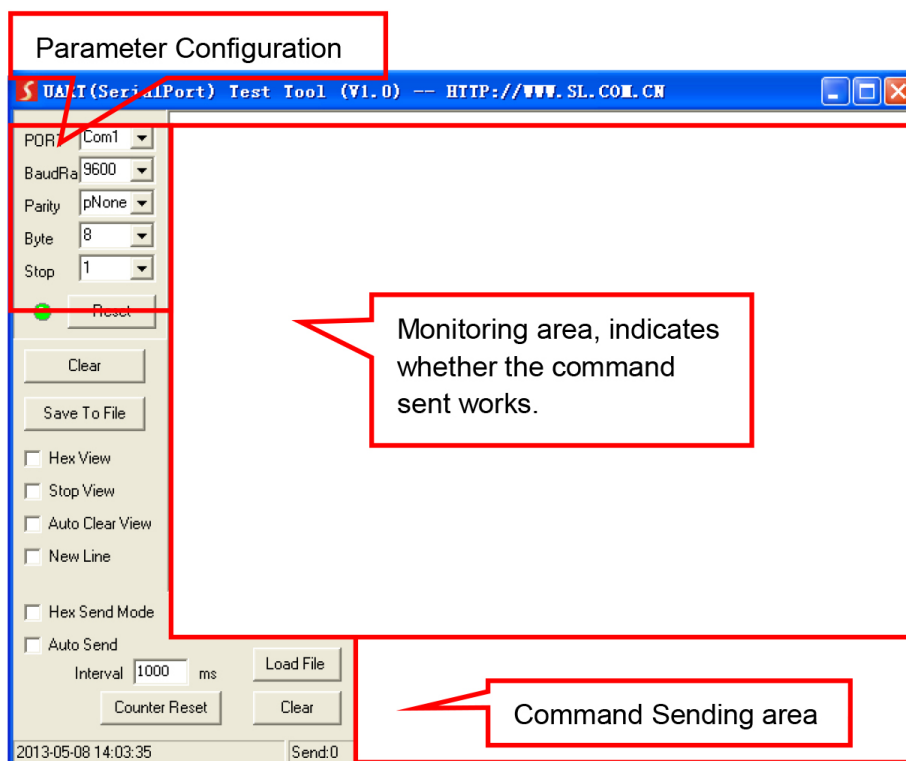 Parameter Configuration
UART(SerialPort) Test Tool (V1.0) -- HTTP://WWW.SL.COM.CN
PORT Com1
BaudRa 9600
Parity pNone
Byte 8
Stop 1
Reset
Clear
Save To File
Hex View
Stop View
Auto Clear View
New Line
Monitoring area, indicates
whether the command
sent works.
Hex Send Mode
Auto Send
Interval 1000 ms
Load File
Counter Reset
Clear
Command Sending area
2013-05-08 14:03:35
Send:0